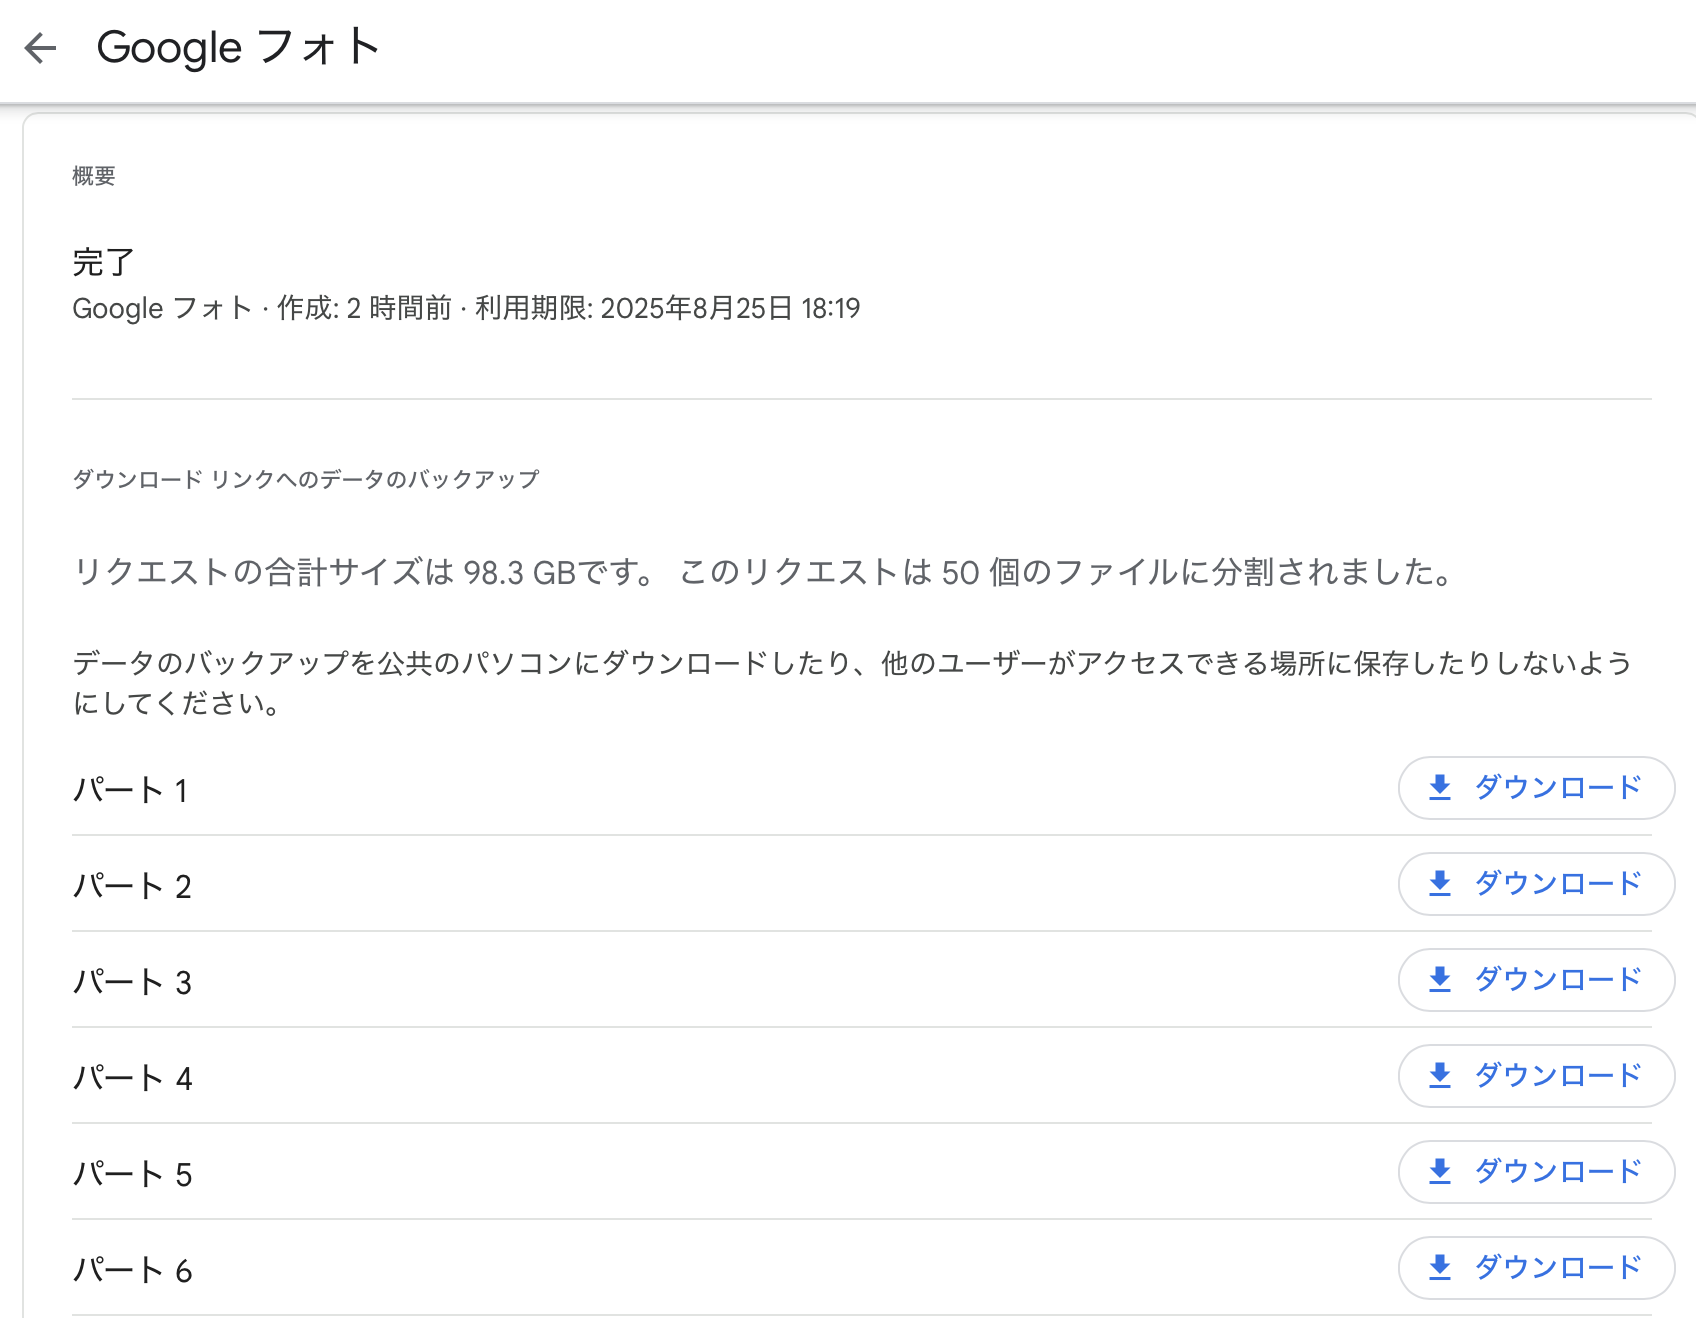 Google フォト
概要
完了
Google フォト · 作成: 2 時間前 · 利用期限: 2025年8月25日 18:19
ダウンロード リンクへのデータのバックアップ
リクエストの合計サイズは 98.3 GBです。 このリクエストは 50 個のファイルに分割されました。
データのバックアップを公共のパソコンにダウンロードしたり、他のユーザーがアクセスできる場所に保存したりしないよう
にしてください。
パート 1 ダウンロード
パート 2 ダウンロード
パート 3 ダウンロード
パート 4 ダウンロード
パート 5 ダウンロード
パート 6 ダウンロード